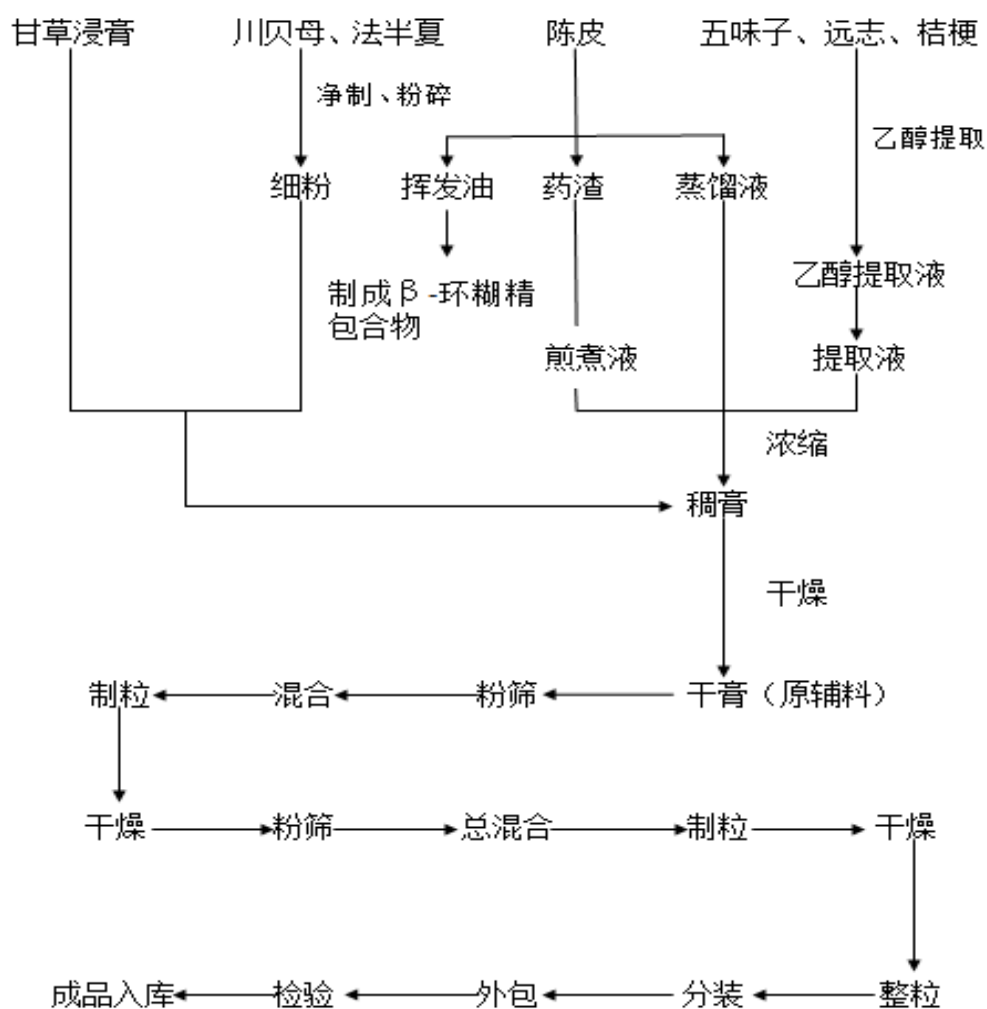 甘草浸膏
川贝母、法半夏
陈皮
五味子、远志、桔梗
净制、粉碎
乙醇提取
细粉
挥发油
药渣
蒸馏液
乙醇提取液
制成β-环糊精
包合物
煎煮液
提取液
浓缩
稠膏
干燥
制粒
混合
粉筛
干膏（原辅料）
干燥
粉筛
总混合
制粒
干燥
成品入库
检验
外包
分装
整粒